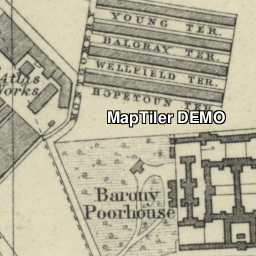 YOUNG TER.
BALGRAY TER.
WELLFIELD TER.
HOPETOUN TER.
Atlas
Works
MapTiler DEMO
Barony
Poorhouse